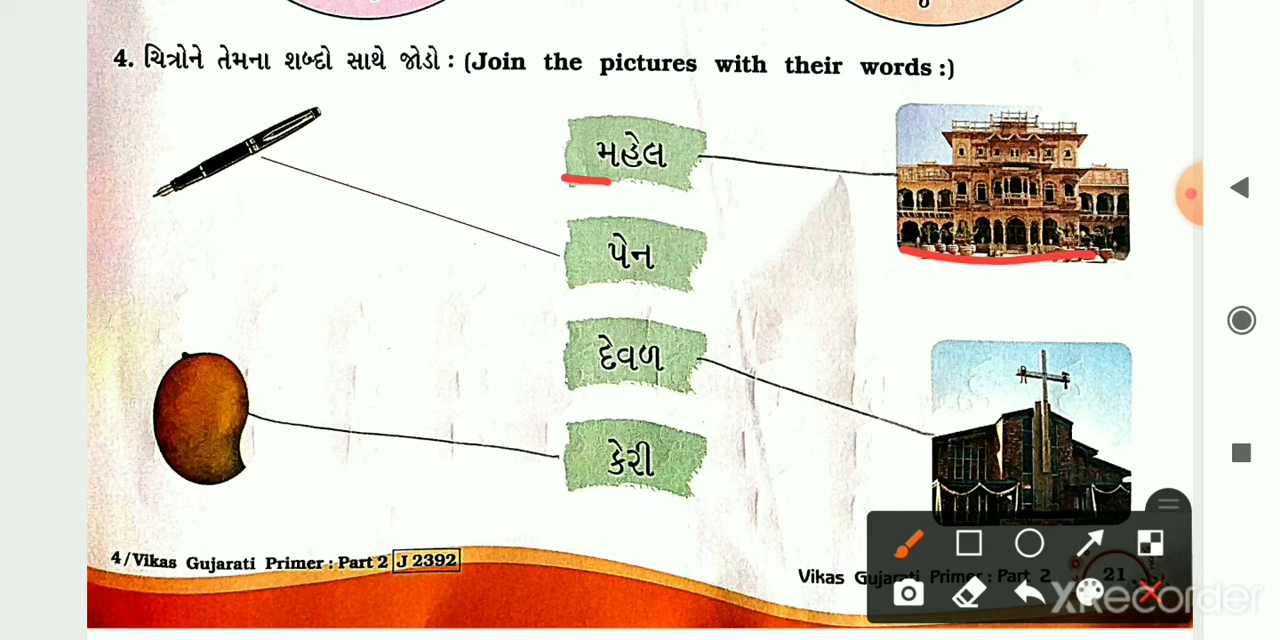 4. ચિત્રોને તેમના શબ્દો સાથે જોડો : (Join the pictures with their words :)
મહેલ
પેન
દેવળ
કેરી
4/Vikas Gujarati Primer : Part 2 J 2392
Vikas Gujarati Primer : Part 2 21
XRecorder